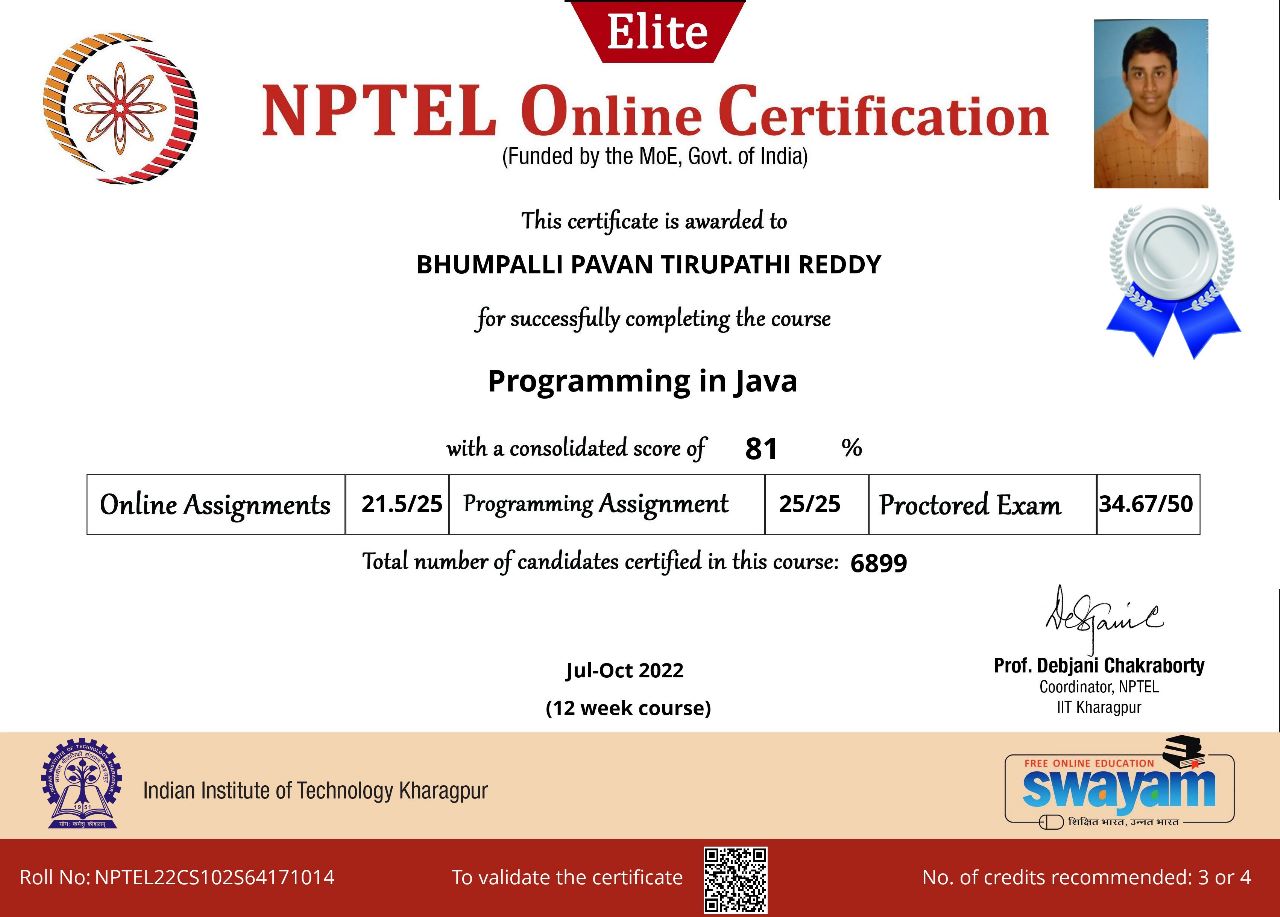 Elite
NPTEL Online Certification
(Funded by the MoE, Govt. of India)
This certificate is awarded to
BHUMPALLI PAVAN TIRUPATHI REDDY
for successfully completing the course
Programming in Java
with a consolidated score of 81 %
Online Assignments 21.5/25 Programming Assignment 25/25 Proctored Exam 34.67/50
Total number of candidates certified in this course: 6899
Jul-Oct 2022
(12 week course)
Prof. Debjani Chakraborty
Coordinator, NPTEL
IIT Kharagpur
Indian Institute of Technology Kharagpur
1951
FREE ONLINE EDUCATION
swayam
शिक्षित भारत, उन्नत भारत
Roll No: NPTEL22CS102S64171014 To validate the certificate No. of credits recommended: 3 or 4